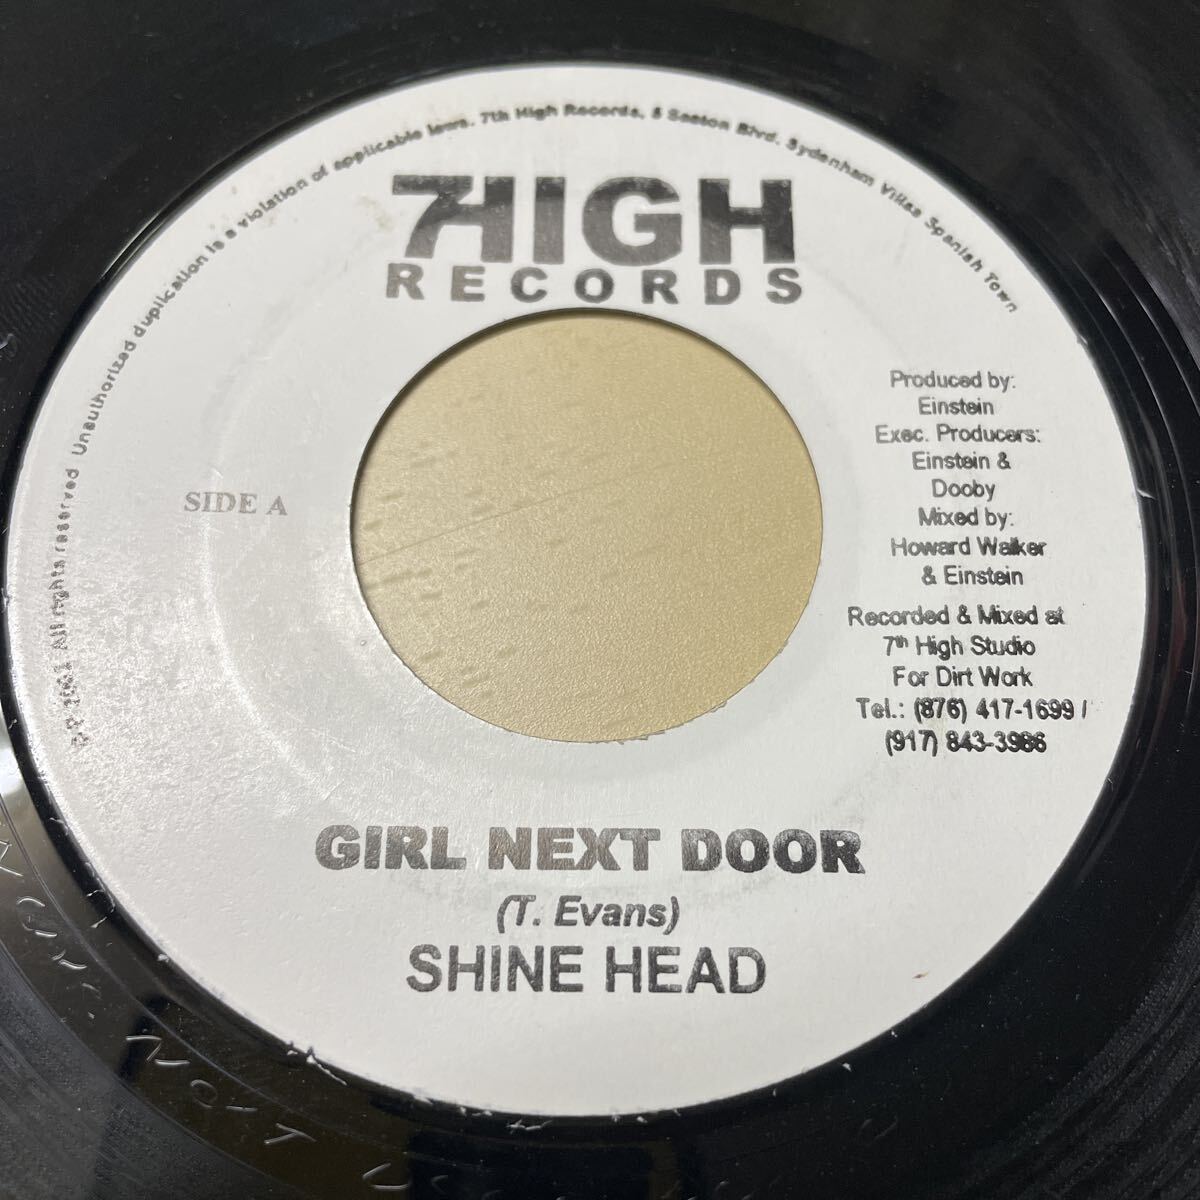 All rights reserved Unauthorized duplication is a violation of applicable laws. 7th High Records, 5 Seaton Blvd. Sydenham Villas Spanish Town
7HIGH
RECORDS
SIDE A
Produced by:
Einstein
Exec. Producers:
Einstein &
Dooby
Mixed by:
Howard Walker
& Einstein
Recorded & Mixed at
7th High Studio
For Dirt Work
Tel.: (876) 417-1699 /
(917) 843-3986
GIRL NEXT DOOR
(T. Evans)
SHINE HEAD